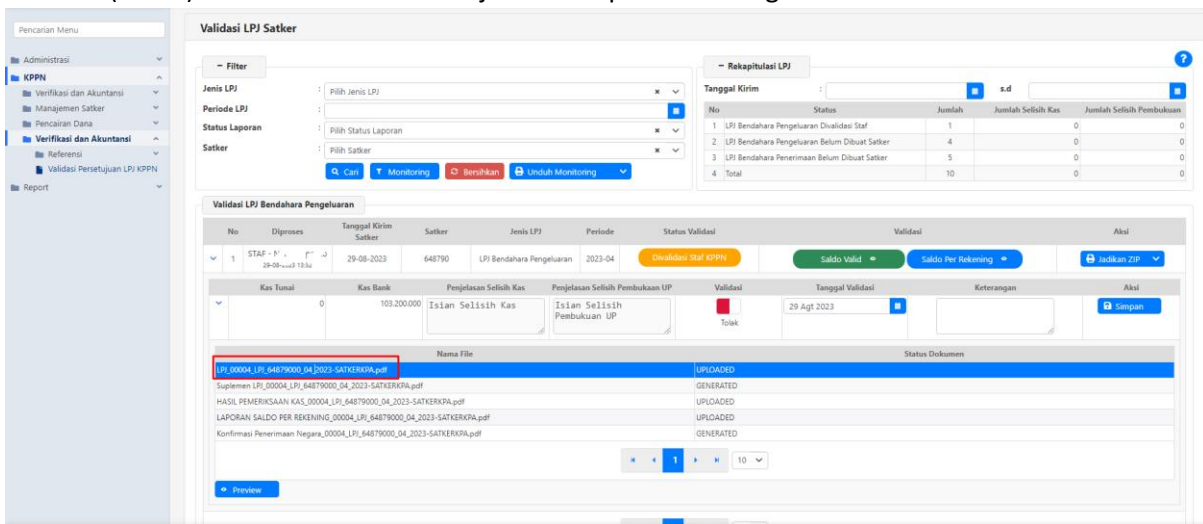 Pencarian Menu
Administrasi
KPPN
Verifikasi dan Akuntansi
Manajemen Satker
Pencairan Dana
Verifikasi dan Akuntansi
Referensi
Validasi Persetujuan LPJ KPPN
Report
Validasi LPJ Satker
− Filter
Jenis LPJ : Pilih Jenis LPJ
Periode LPJ :
Status Laporan : Pilih Status Laporan
Satker : Pilih Satker
Cari Monitoring Bersihkan Unduh Monitoring
− Rekapitulasi LPJ
?
Tanggal Kirim : s.d
No Status Jumlah Jumlah Selisih Kas Jumlah Selisih Pembukuan
1 LPJ Bendahara Pengeluaran Divalidasi Staf 1 0 0
2 LPJ Bendahara Pengeluaran Belum Dibuat Satker 4 0 0
3 LPJ Bendahara Penerimaan Belum Dibuat Satker 5 0 0
4 Total 10 0 0
Validasi LPJ Bendahara Pengeluaran
No Diproses Tanggal Kirim Satker Satker Jenis LPJ Periode Status Validasi Validasi Aksi
1 STAF - 29-08-2023 648790 LPJ Bendahara Pengeluaran 2023-04 Divalidasi Staf KPPN Saldo Valid Saldo Per Rekening Jadikan ZIP
Kas Tunai Kas Bank Penjelasan Selisih Kas Penjelasan Selisih Pembukaan UP Validasi Tanggal Validasi Keterangan Aksi
0 103.200.000 Isian Selisih Kas Isian Selisih Pembukuan UP Tolak 29 Agt 2023 Simpan
Nama File Status Dokumen
LPJ_00004_LPJ_64879000_04_2023-SATKERKPA.pdf UPLOADED
Suplemen LPJ_00004_LPJ_64879000_04_2023-SATKERKPA.pdf GENERATED
HASIL PEMERIKSAAN KAS_00004_LPJ_64879000_04_2023-SATKERKPA.pdf UPLOADED
LAPORAN SALDO PER REKENING_00004_LPJ_64879000_04_2023-SATKERKPA.pdf UPLOADED
Konfirmasi Penerimaan Negara_00004_LPJ_64879000_04_2023-SATKERKPA.pdf GENERATED
1 10
Preview